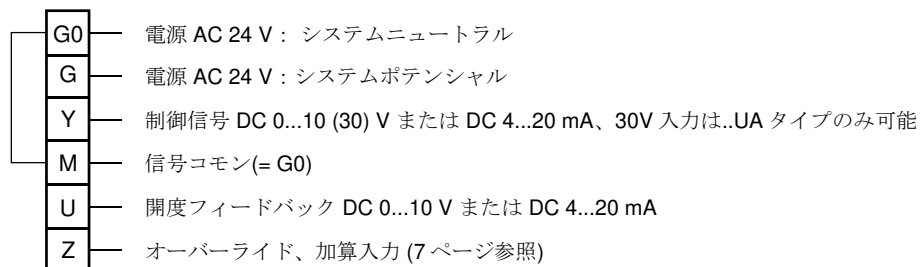 G0 電源 AC 24 V： システムニュートラル
G 電源 AC 24 V：システムポテンシャル
Y 制御信号 DC 0...10 (30) V または DC 4...20 mA、30V 入力は..UA タイプのみ可能
M 信号コモン(= G0)
U 開度フィードバック DC 0...10 V または DC 4...20 mA
Z オーバーライド、加算入力 (7 ページ参照)